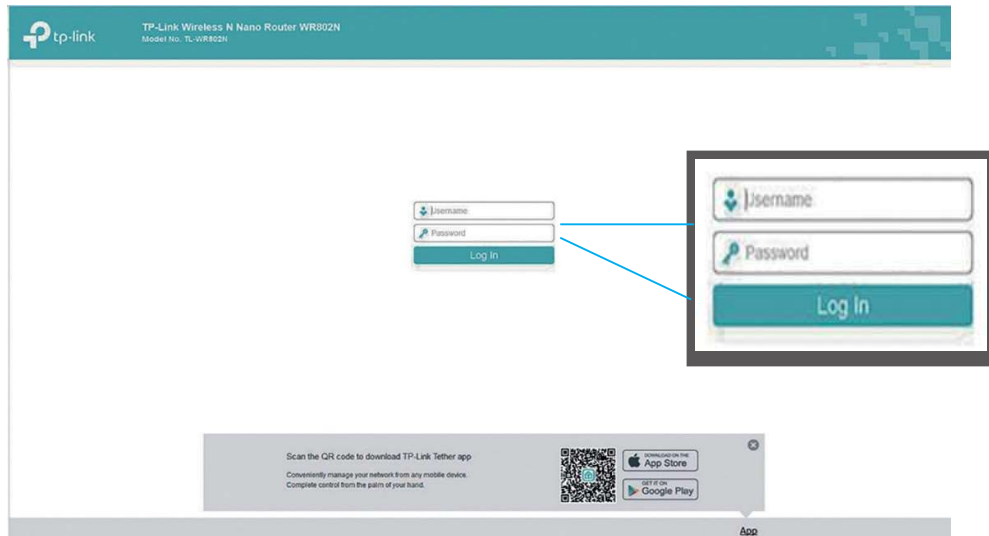 tp-link
TP-Link Wireless N Nano Router WR802N
Model No. TL-WR802N
Username
Password
Log In
Username
Password
Log In
Scan the QR code to download TP-Link Tether app
Conveniently manage your network from any mobile device.
Complete control from the palm of your hand.
DOWNLOAD ON THE
App Store
GET IT ON
Google Play
App